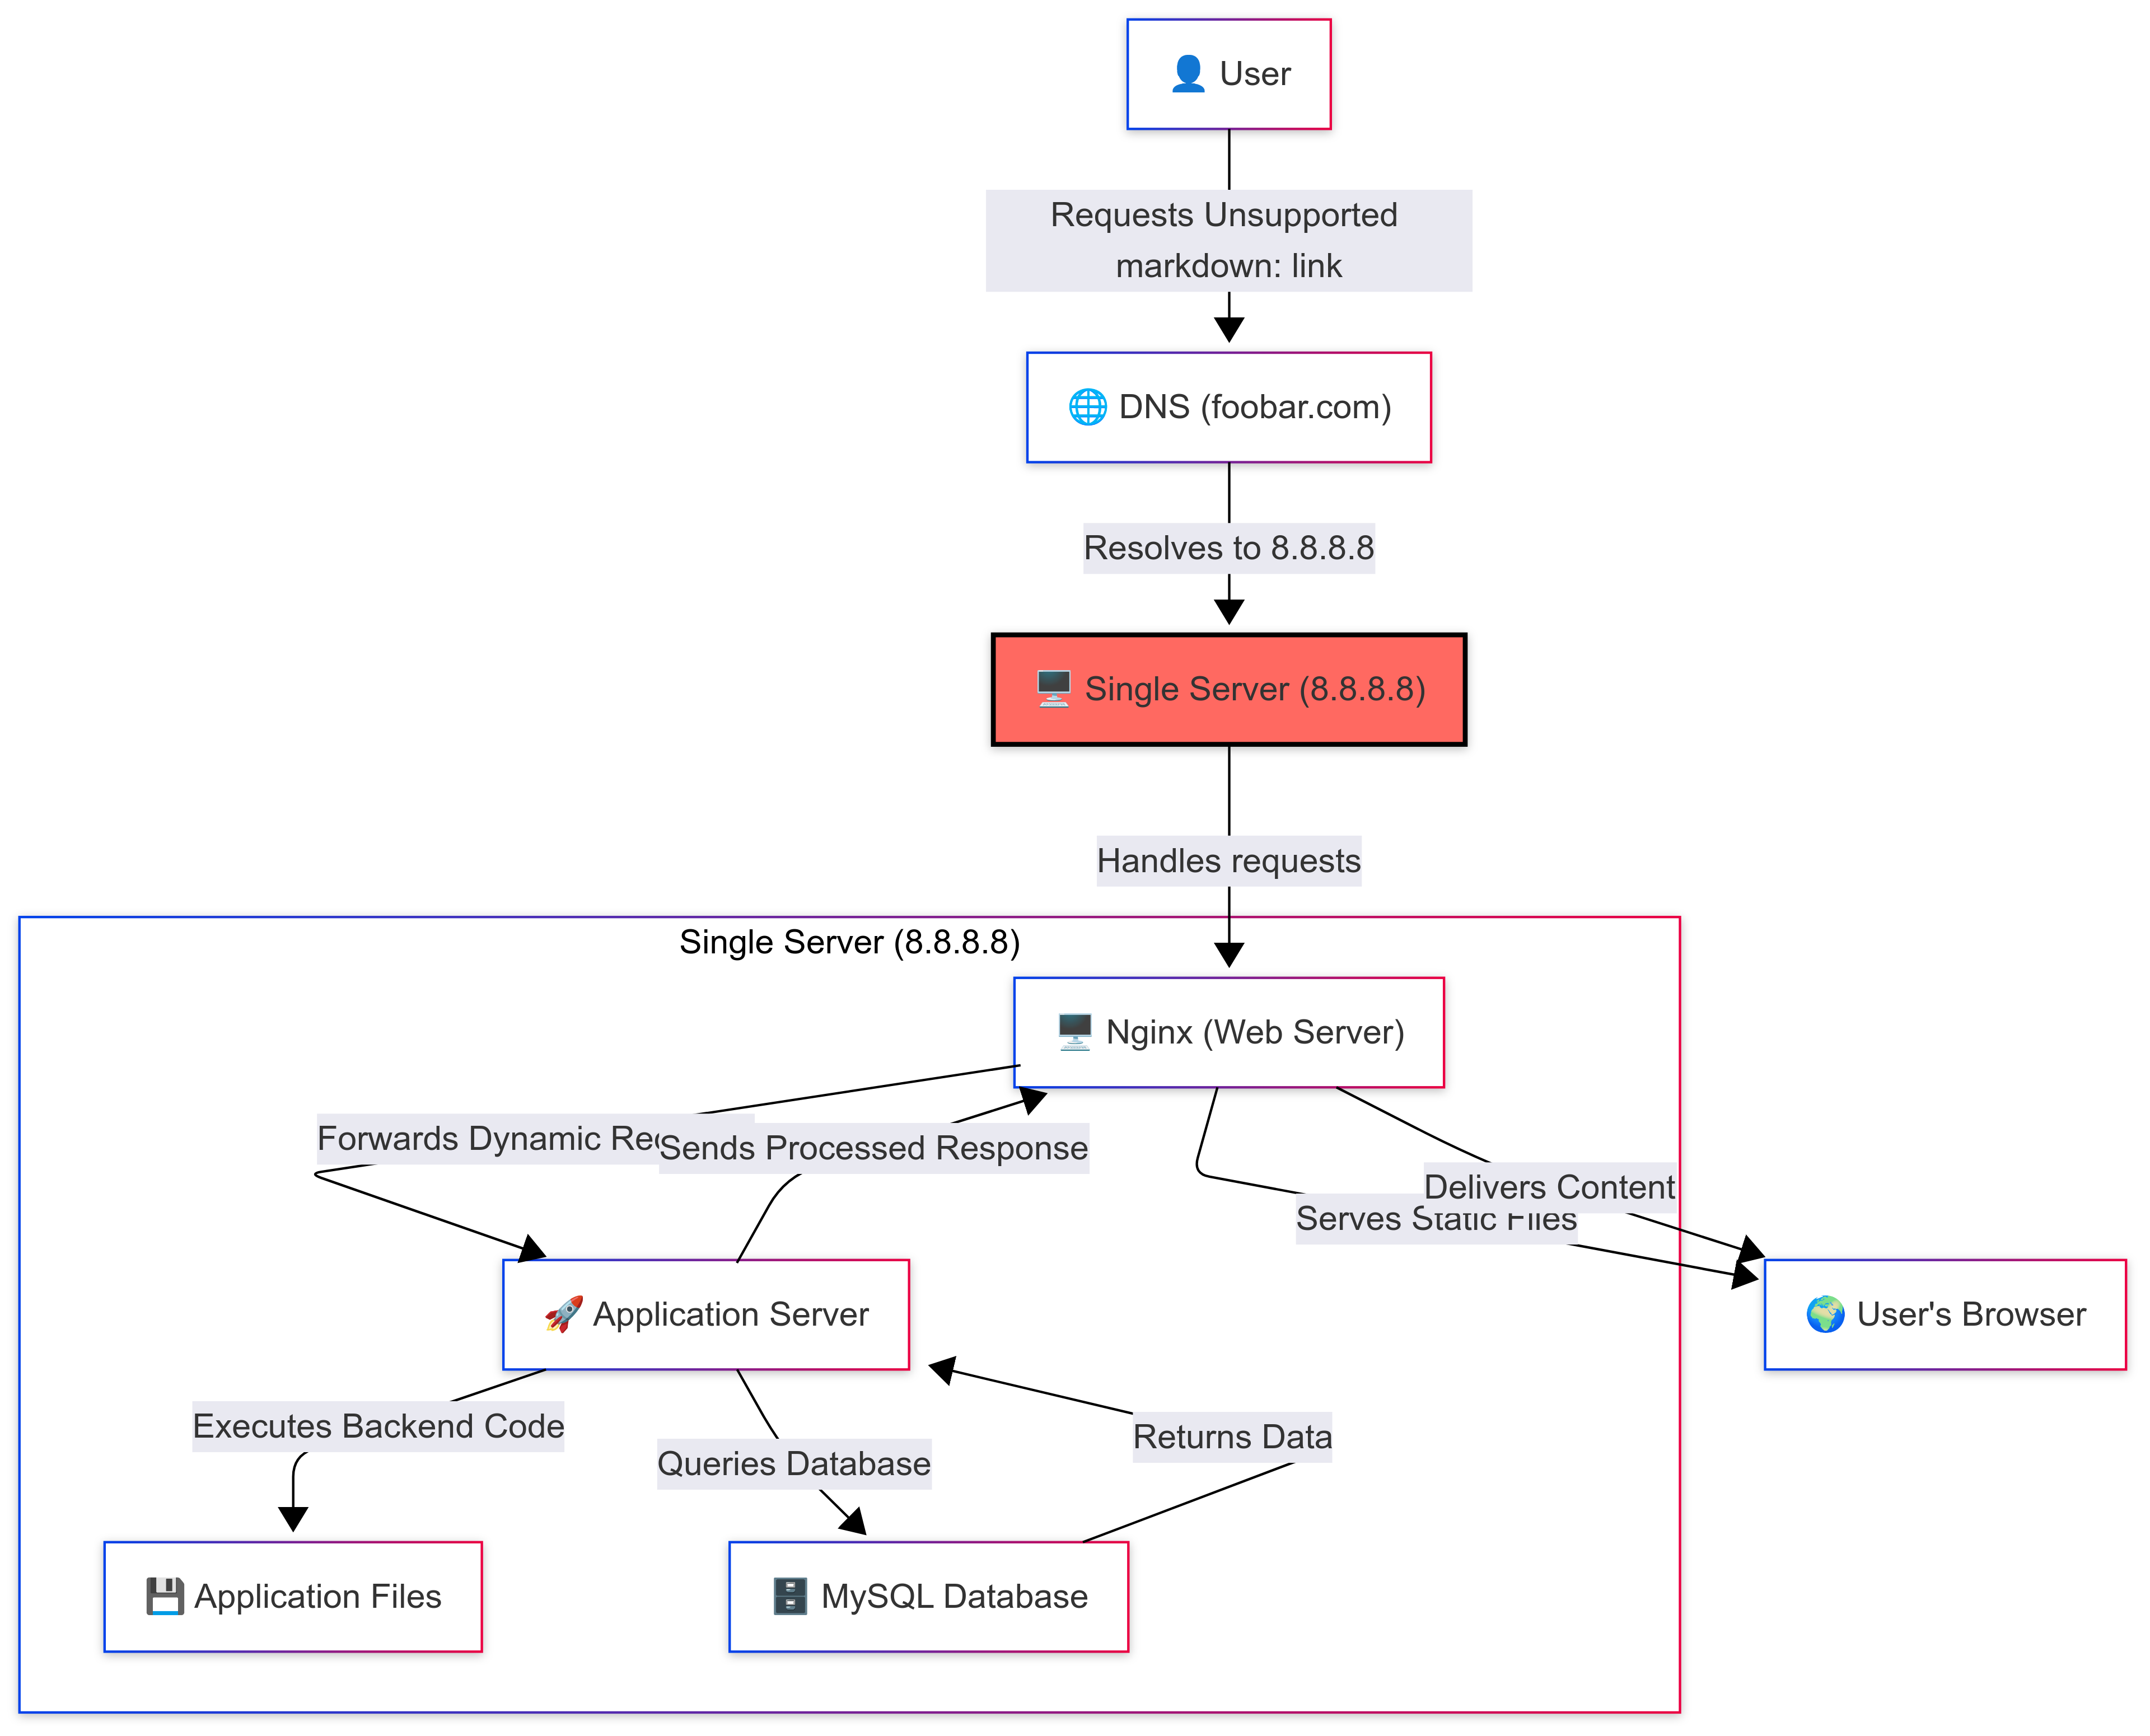 User
Requests Unsupported
markdown: link
DNS (foobar.com)
Resolves to 8.8.8.8
Single Server (8.8.8.8)
Handles requests
Single Server (8.8.8.8)
Nginx (Web Server)
Forwards Dynamic
Sends Processed Response
Delivers Content
Serves Static Files
Application Server
User's Browser
Executes Backend Code
Returns Data
Queries Database
Application Files
MySQL Database